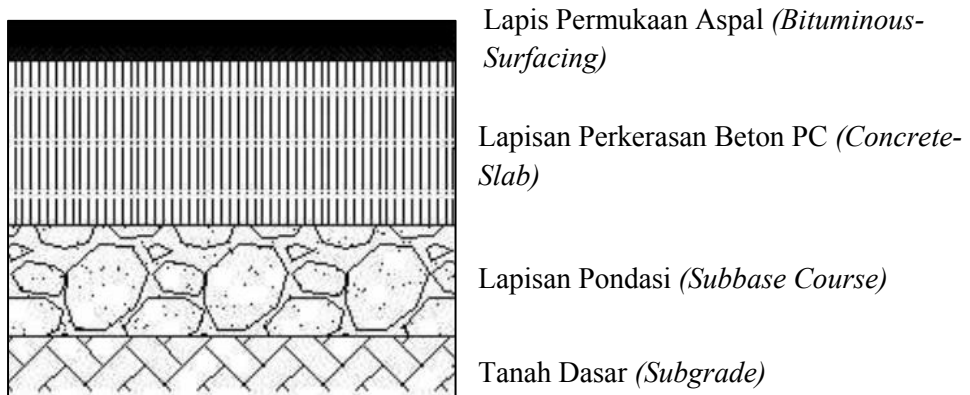 Lapis Permukaan Aspal (Bituminous-
Surfacing)
Lapisan Perkerasan Beton PC (Concrete-
Slab)
Lapisan Pondasi (Subbase Course)
Tanah Dasar (Subgrade)